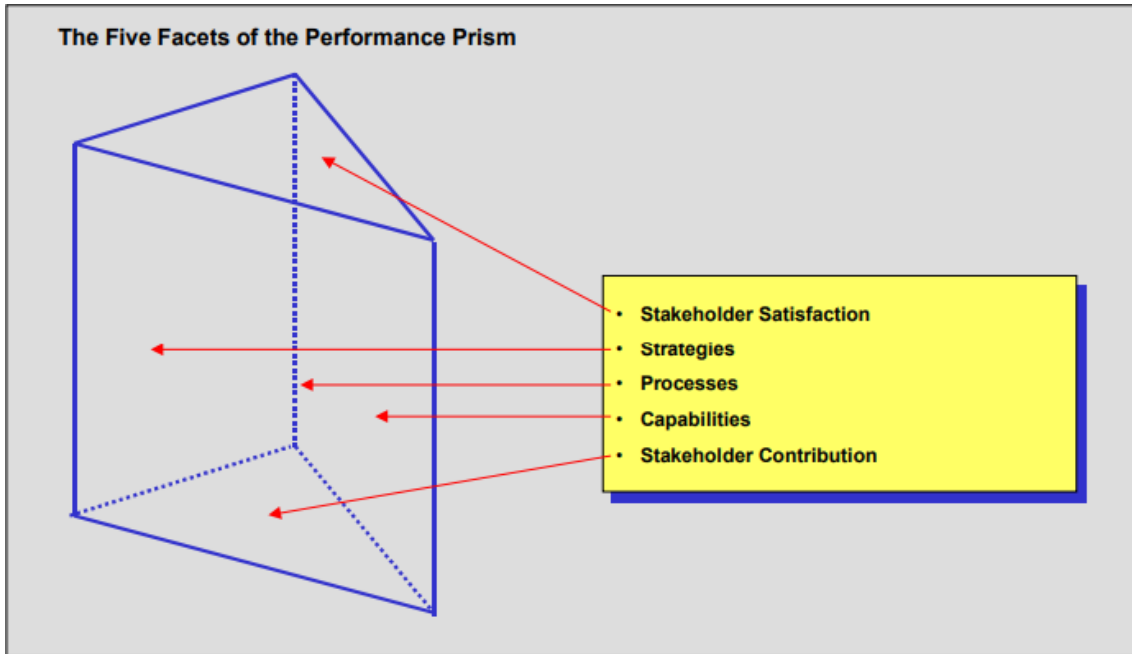 The Five Facets of the Performance Prism
• Stakeholder Satisfaction
• Strategies
• Processes
• Capabilities
• Stakeholder Contribution